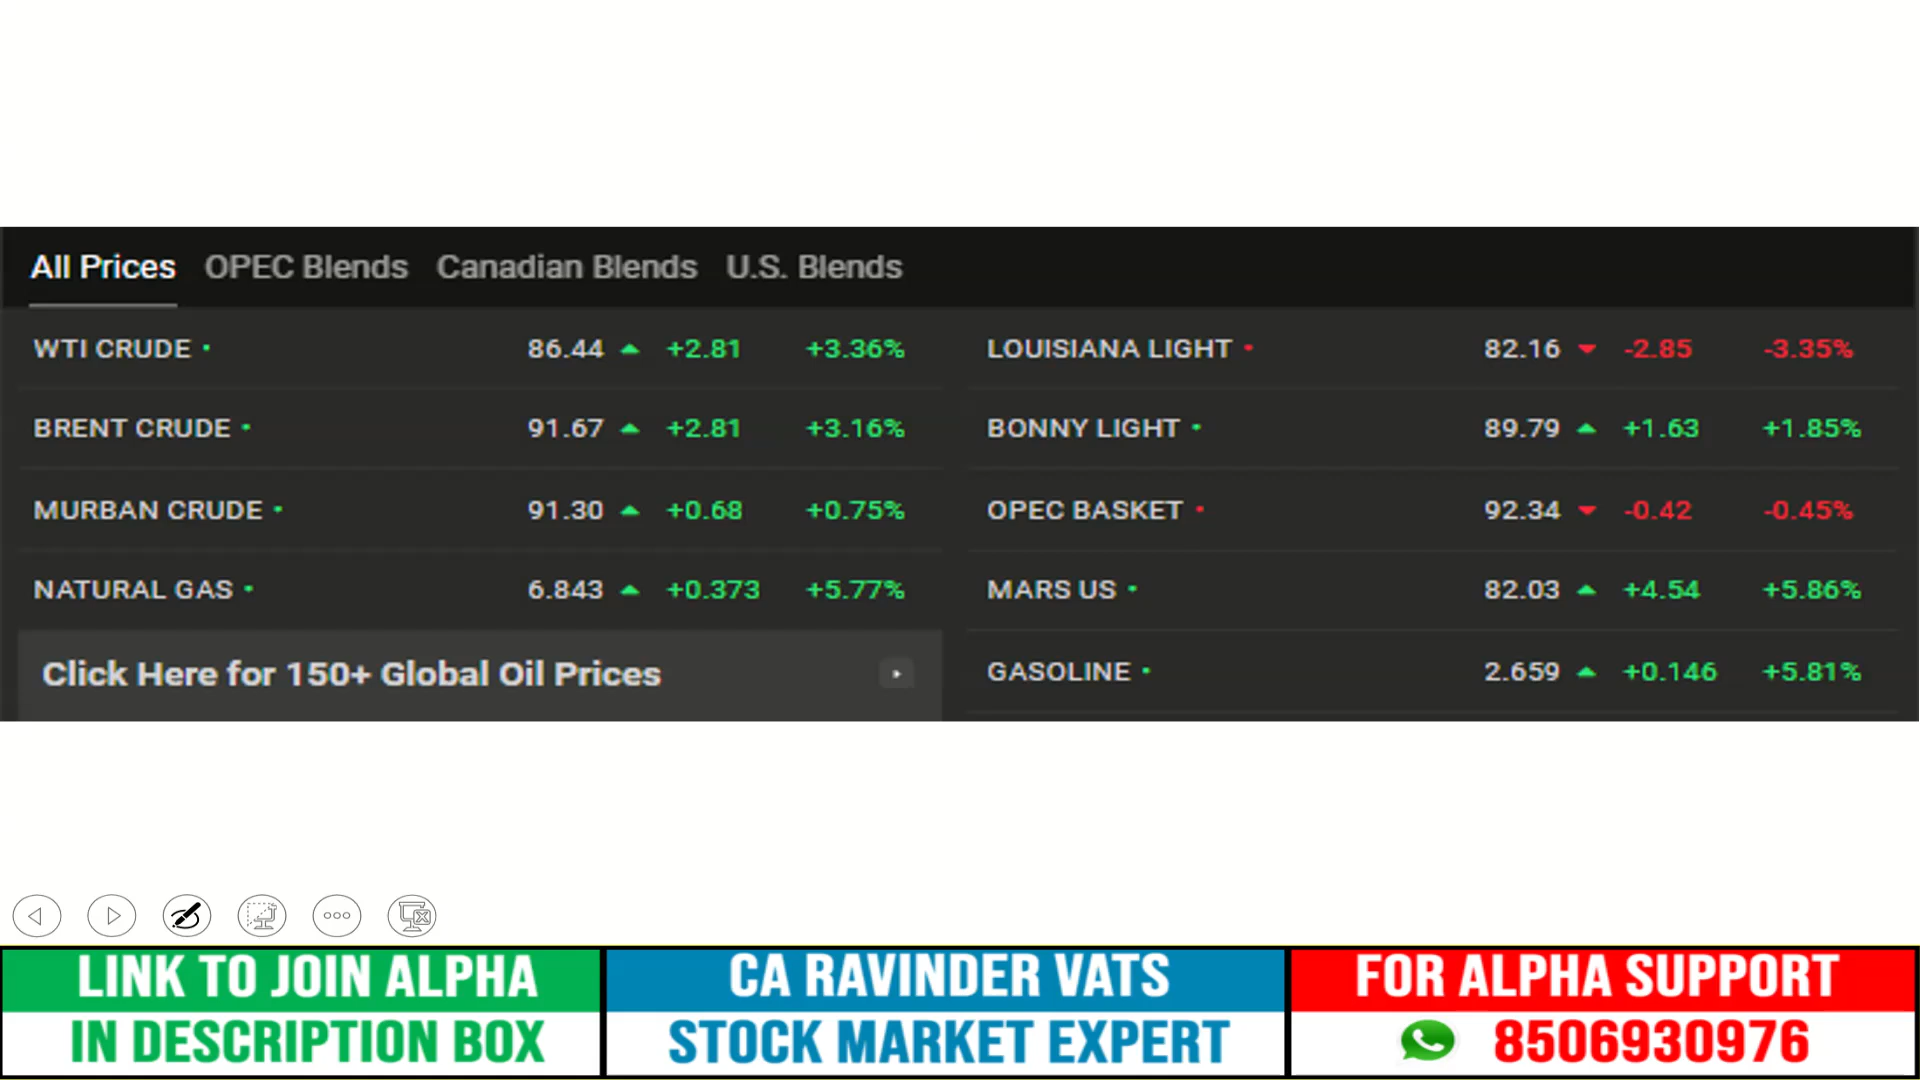 All Prices OPEC Blends Canadian Blends U.S. Blends
WTI CRUDE 86.44 +2.81 +3.36%
BRENT CRUDE 91.67 +2.81 +3.16%
MURBAN CRUDE 91.30 +0.68 +0.75%
NATURAL GAS 6.843 +0.373 +5.77%
Click Here for 150+ Global Oil Prices
LOUISIANA LIGHT 82.16 -2.85 -3.35%
BONNY LIGHT 89.79 +1.63 +1.85%
OPEC BASKET 92.34 -0.42 -0.45%
MARS US 82.03 +4.54 +5.86%
GASOLINE 2.659 +0.146 +5.81%
LINK TO JOIN ALPHA
IN DESCRIPTION BOX
CA RAVINDER VATS
STOCK MARKET EXPERT
FOR ALPHA SUPPORT
8506930976